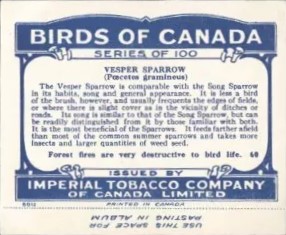 BIRDS OF CANADA
SERIES OF 100
VESPER SPARROW
(Pœcetes gramineus)
The Vesper Sparrow is comparable with the Song Sparrow
in its habits, song and general appearance. It is less a bird
of the brush, however, and usually frequents the edges of fields,
or where there is slight cover as in the vicinity of ditches or
roads. Its song is similar to that of the Song Sparrow, but can
be readily distinguished from it by those familiar with both.
It is the most beneficial of the Sparrows. It feeds farther afield
than most of the common summer sparrows and takes more
insects and larger quantities of weed seed.
Forest fires are very destructive to bird life. 48
ISSUED BY
IMPERIAL TOBACCO COMPANY
OF CANADA LIMITED
PRINTED IN CANADA
USE THIS SPACE FOR
PASTING IN ALBUM